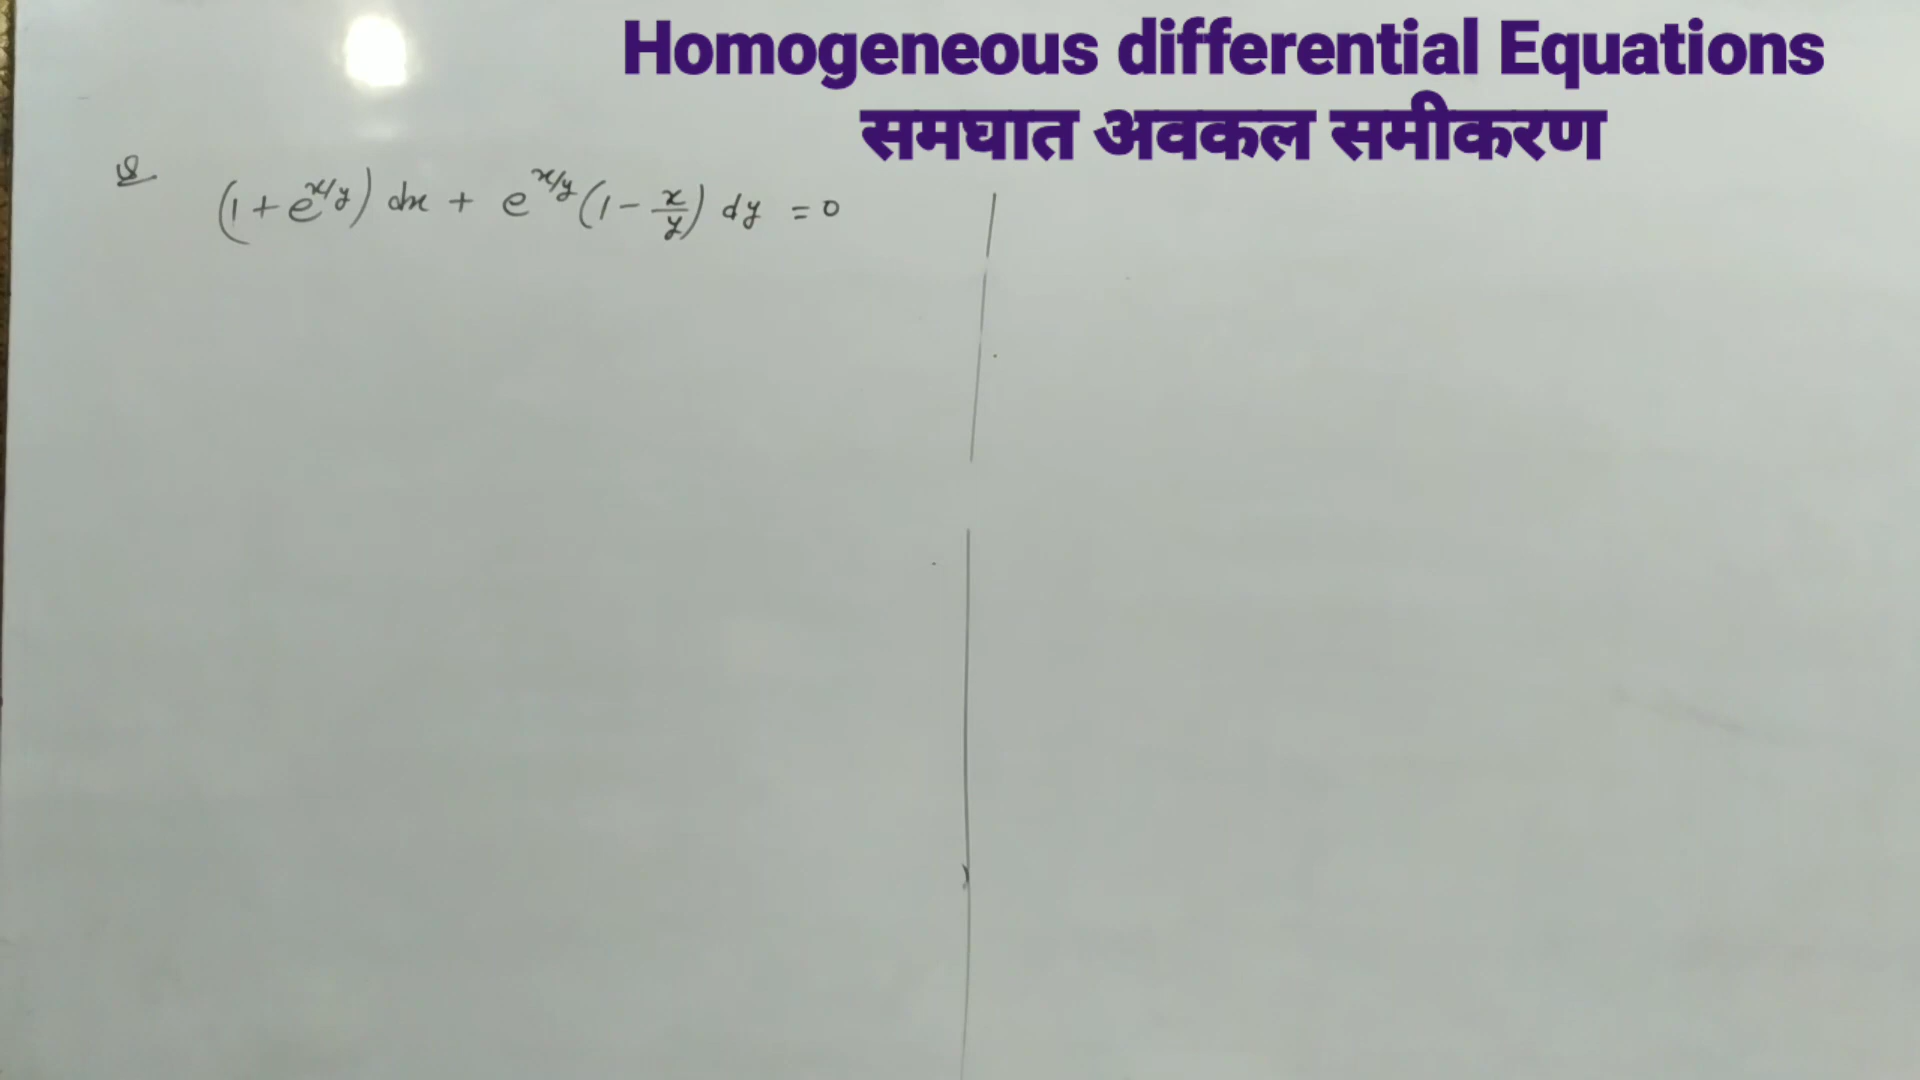 Homogeneous differential Equations
समघात अवकल समीकरण
Q (1 + e^{x/y}) dx + e^{x/y} (1 - x/y) dy = 0